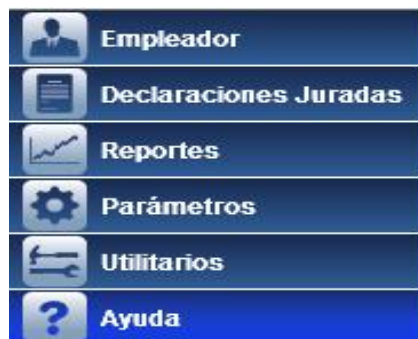 Empleador
Declaraciones Juradas
Reportes
Parámetros
Utilitarios
Ayuda